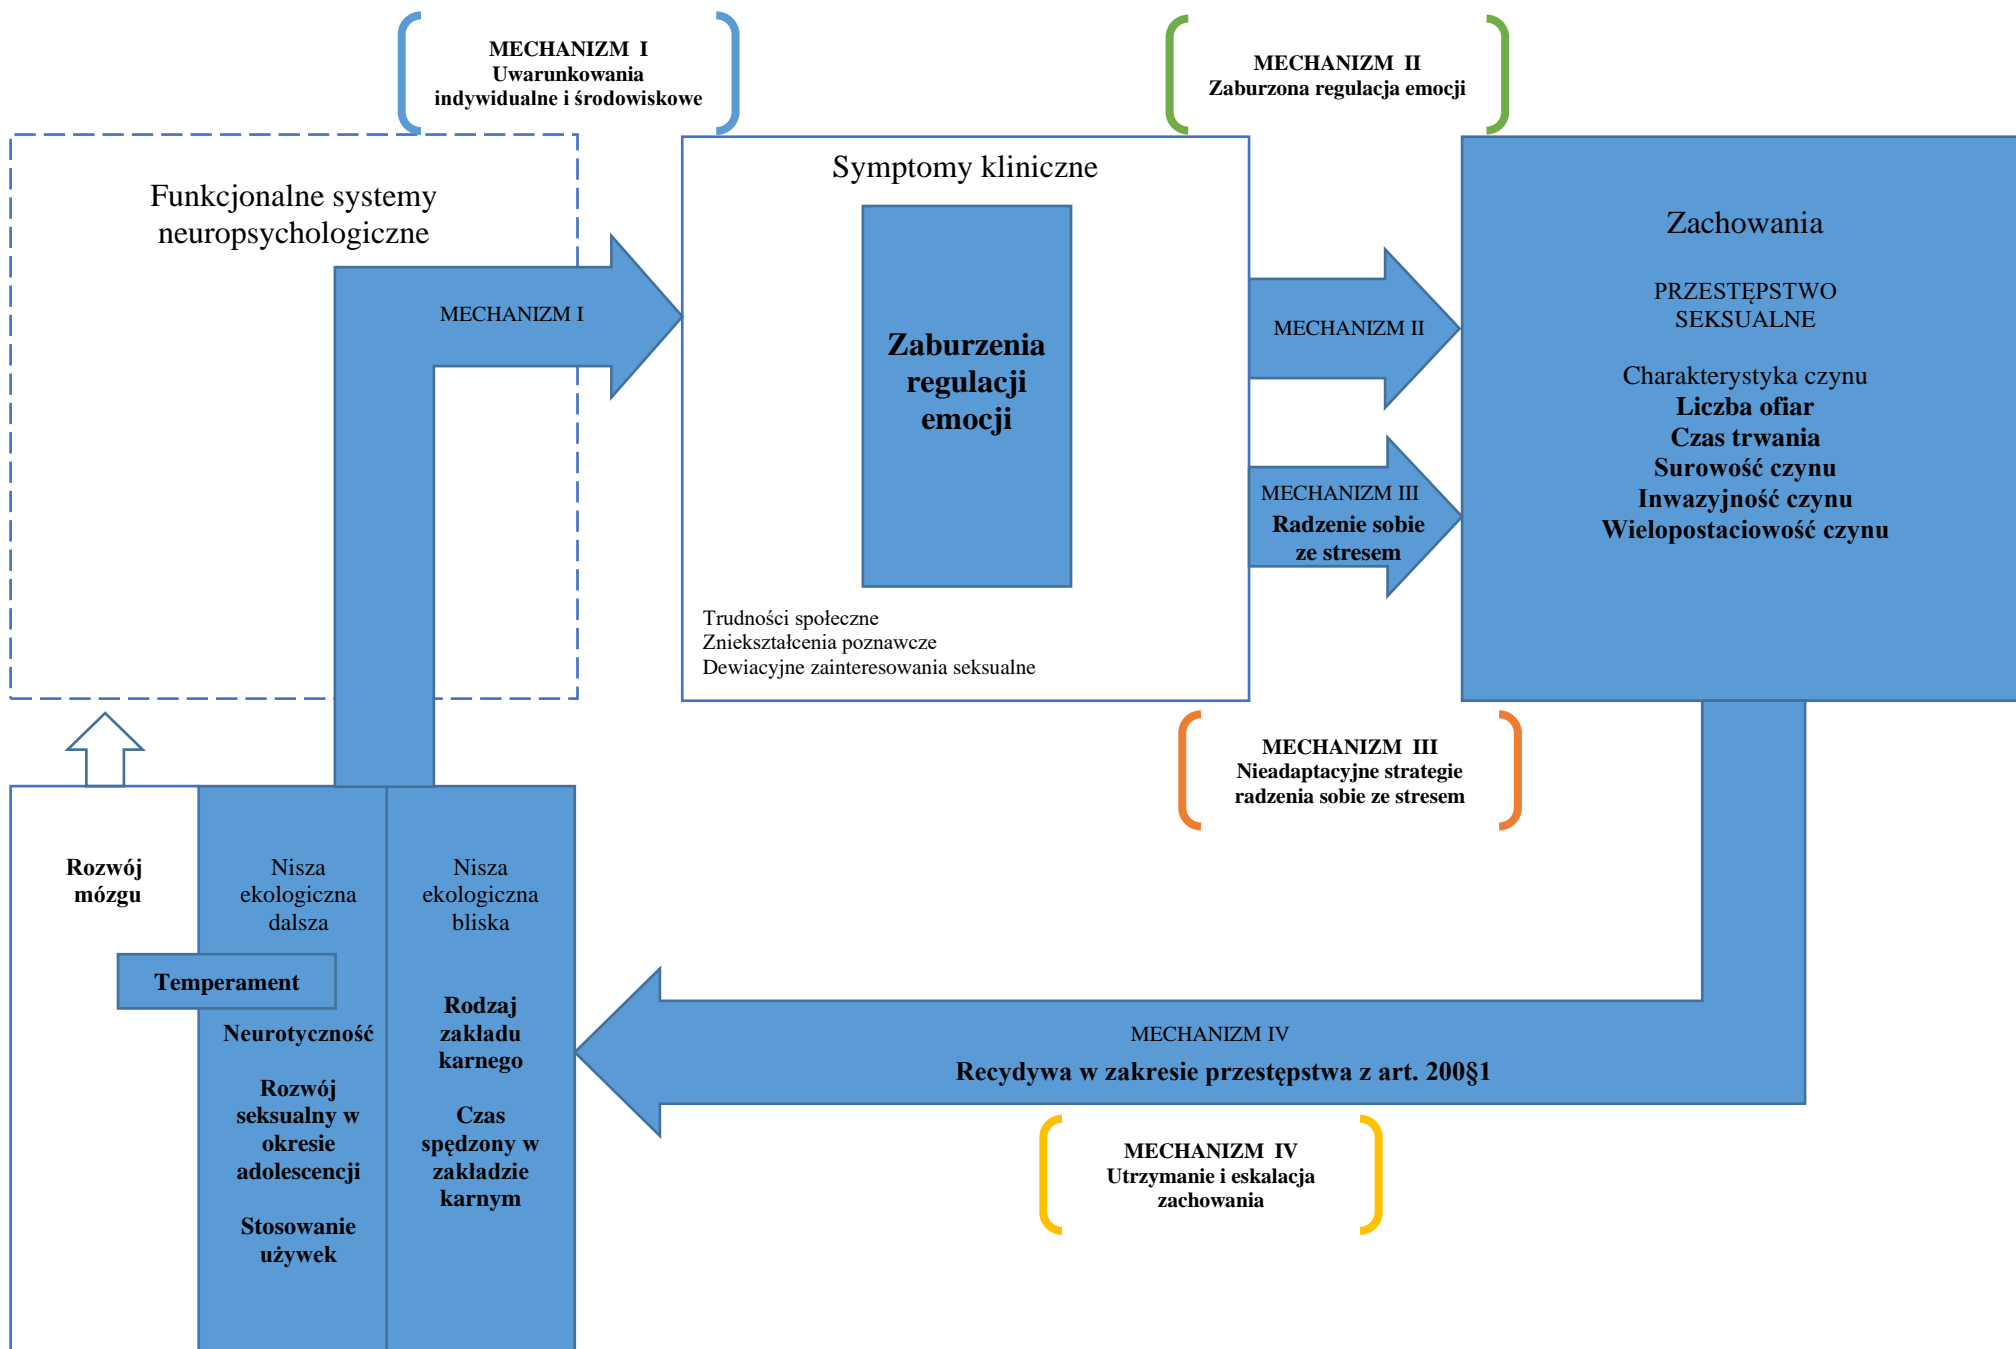 MECHANIZM I
Uwarunkowania
indywidualne i środowiskowe
MECHANIZM II
Zaburzona regulacja emocji
Funkcjonalne systemy
neuropsychologiczne
MECHANIZM I
Symptomy kliniczne
Zaburzenia
regulacji
emocji
Trudności społeczne
Zniekształcenia poznawcze
Dewiacyjne zainteresowania seksualne
MECHANIZM II
MECHANIZM III
Radzenie sobie
ze stresem
Zachowania
PRZESTĘPSTWO
SEKSUALNE
Charakterystyka czynu
Liczba ofiar
Czas trwania
Surowość czynu
Inwazyjność czynu
Wielopostaciowość czynu
MECHANIZM III
Nieadaptacyjne strategie
radzenia sobie ze stresem
Rozwój
mózgu
Nisza
ekologiczna
dalsza
Temperament
Neurotyczność
Rozwój
seksualny w
okresie
adolescencji
Stosowanie
używek
Nisza
ekologiczna
bliska
Rodzaj
zakładu
karnego
Czas
spędzony w
zakładzie
karnym
MECHANIZM IV
Recydywa w zakresie przestępstwa z art. 200§1
MECHANIZM IV
Utrzymanie i eskalacja
zachowania